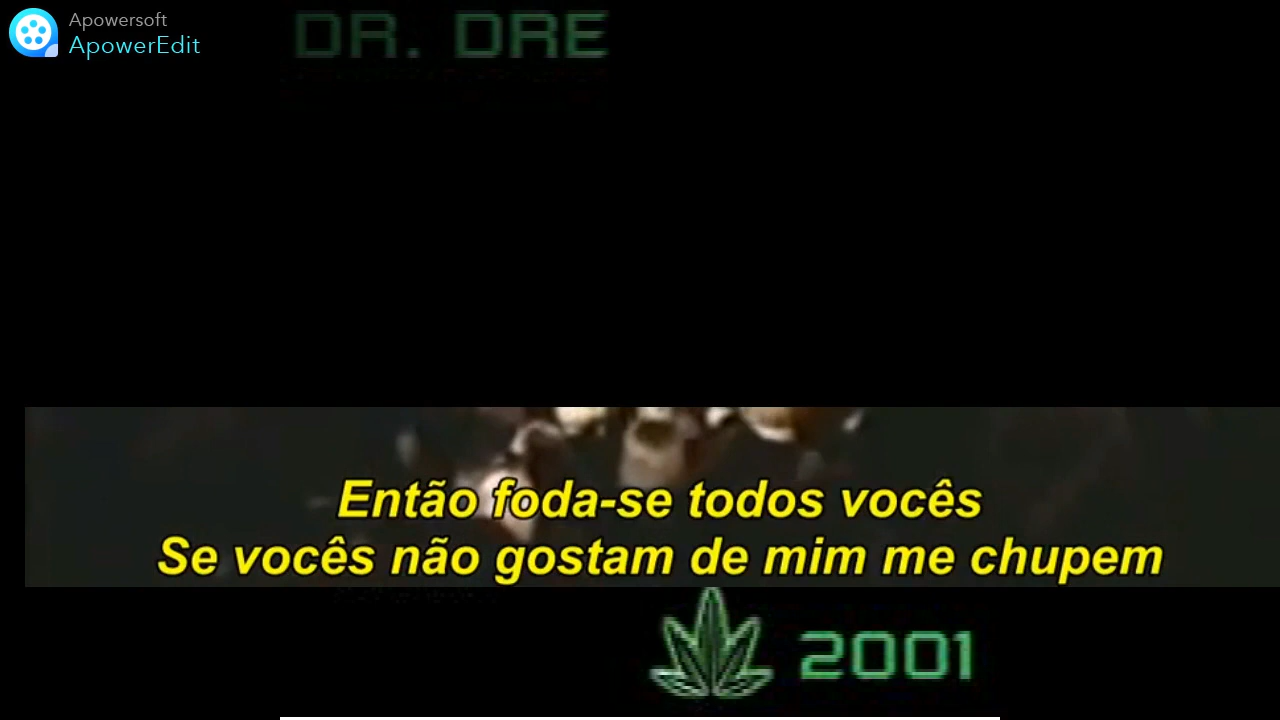 Apowersoft
ApowerEdit
DR. DRE
Então foda-se todos vocês
Se vocês não gostam de mim me chupem
2001